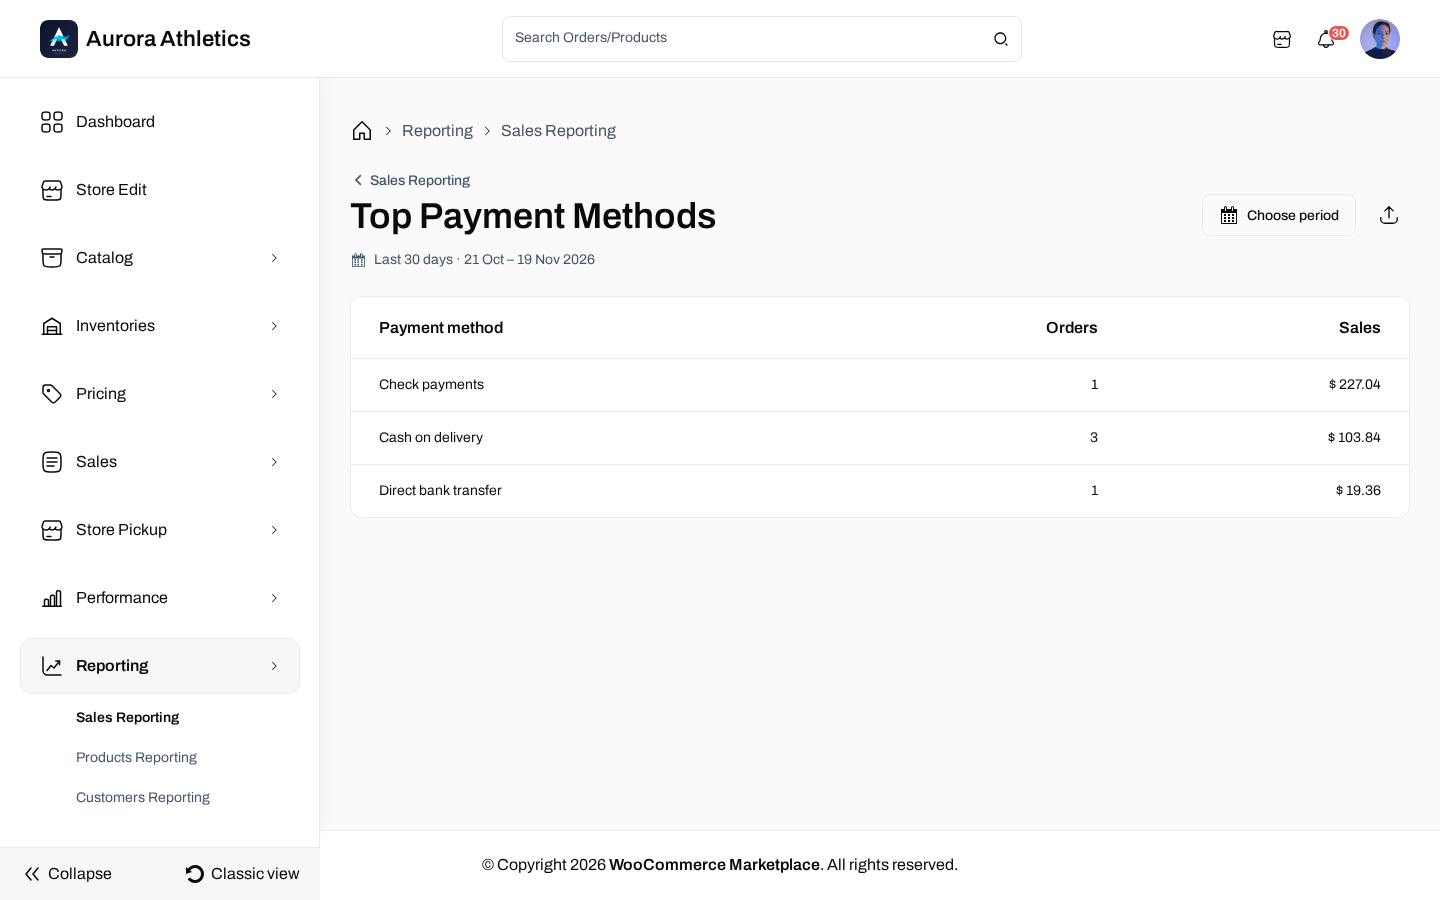 Aurora Athletics
Search Orders/Products
30
Dashboard
Store Edit
Catalog
Inventories
Pricing
Sales
Store Pickup
Performance
Reporting
Sales Reporting
Products Reporting
Customers Reporting
Collapse
Classic view
Reporting
Sales Reporting
Sales Reporting
Top Payment Methods
Choose period
Last 30 days · 21 Oct – 19 Nov 2026
Payment method Orders Sales
Check payments 1 $ 227.04
Cash on delivery 3 $ 103.84
Direct bank transfer 1 $ 19.36
© Copyright 2026 WooCommerce Marketplace. All rights reserved.